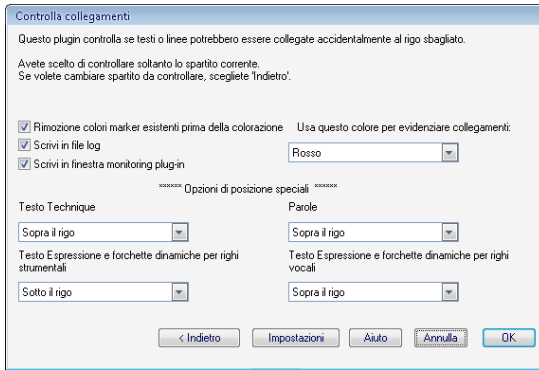 Controlla collegamenti
Questo plugin controlla se testi o linee potrebbero essere collegate accidentalmente al rigo sbagliato.
Avete scelto di controllare soltanto lo spartito corrente.
Se volete cambiare spartito da controllare, scegliete 'Indietro'.
Rimozione colori marker esistenti prima della colorazione
Usa questo colore per evidenziare collegamenti:
Scrivi in file log
Rosso
Scrivi in finestra monitoring plug-in
****** Opzioni di posizione speciali ******
Testo Technique
Parole
Sopra il rigo
Sopra il rigo
Testo Espressione e forchette dinamiche per righi
strumentali
Testo Espressione e forchette dinamiche per righi
vocali
Sotto il rigo
Sopra il rigo
< Indietro
Impostazioni
Aiuto
Annulla
OK